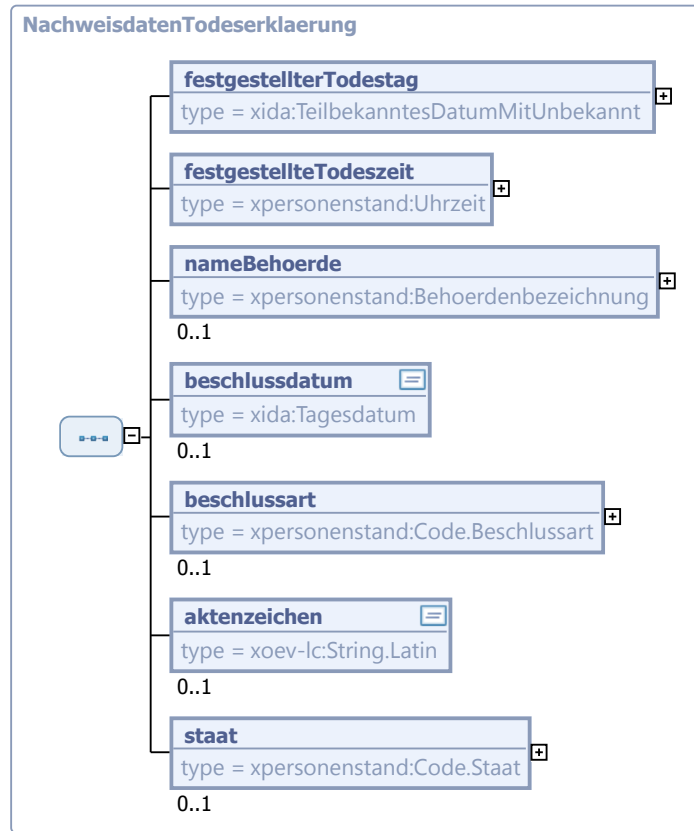 NachweisdatenTodeserklaerung
festgestellterTodestag
type = xida:TeilbekanntesDatumMitUnbekannt
festgestellteTodeszeit
type = xpersonenstand:Uhrzeit
nameBehoerde
type = xpersonenstand:Behoerdenbezeichnung
0..1
beschlussdatum
type = xida:Tagesdatum
0..1
beschlussart
type = xpersonenstand:Code.Beschlussart
0..1
aktenzeichen
type = xoev-lc:String.Latin
0..1
staat
type = xpersonenstand:Code.Staat
0..1